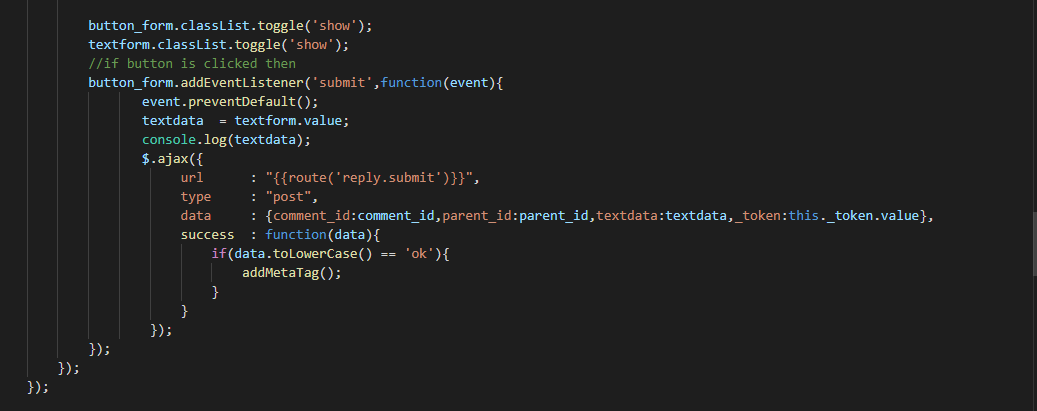 button_form.classList.toggle('show');
textform.classList.toggle('show');
//if button is clicked then
button_form.addEventListener('submit',function(event){
event.preventDefault();
textdata  = textform.value;
console.log(textdata);
$.ajax({
url      : "{{route('reply.submit')}}",
type     : "post",
data     : {comment_id:comment_id,parent_id:parent_id,textdata:textdata,_token:this._token.value},
success  : function(data){
if(data.toLowerCase() == 'ok'){
addMetaTag();
}
}
});
});
});
});